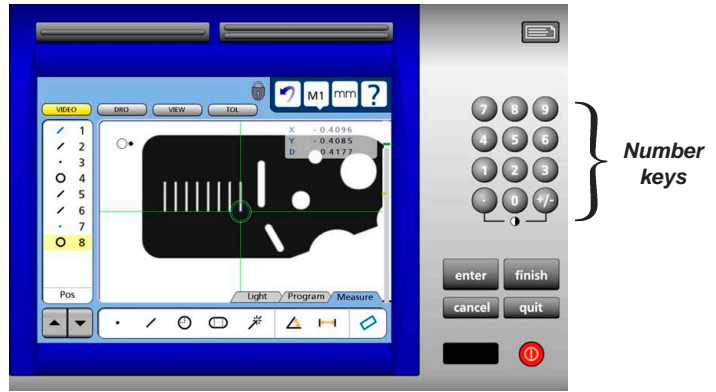 M1 mm ?
VIDEO DRO VIEW TOL
X - 0.4096
Y - 0.4085
D 0.4177
1
2
3
4
5
6
7
8
Pos
Light Program Measure
7 8 9
4 5 6
1 2 3
. 0 +/-
Number
keys
enter finish
cancel quit